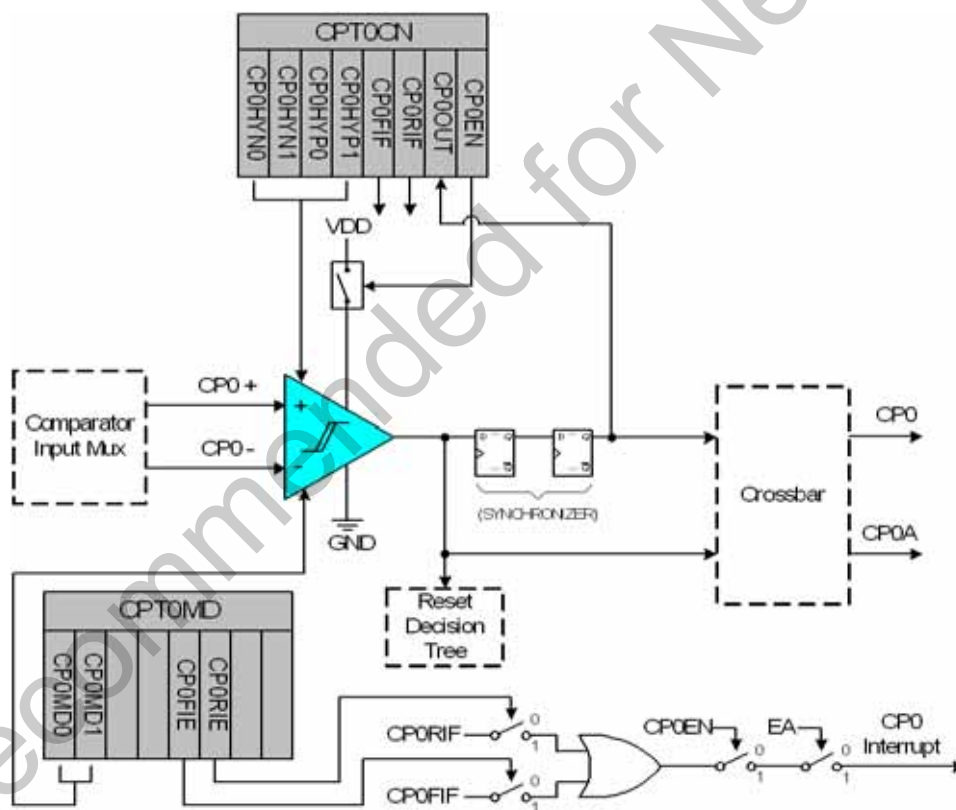 CPT0CN
CP0HYN0
CP0HYN1
CP0HYP0
CP0HYP1
CP0FIF
CP0RIF
CP0OUT
CP0EN
VDD
Comparator
Input Mux
CP0 +
CP0 -
+
-
GND
(SYNCHRONIZER)
Reset
Decision
Tree
Crossbar
CP0
CP0A
CPT0MD
CP0MD0
CP0MD1
CP0FIE
CP0RIE
CP0RIF
0
1
CP0FIF
0
1
CP0EN
0
1
EA
0
1
CP0
Interrupt
ecommended for Ne